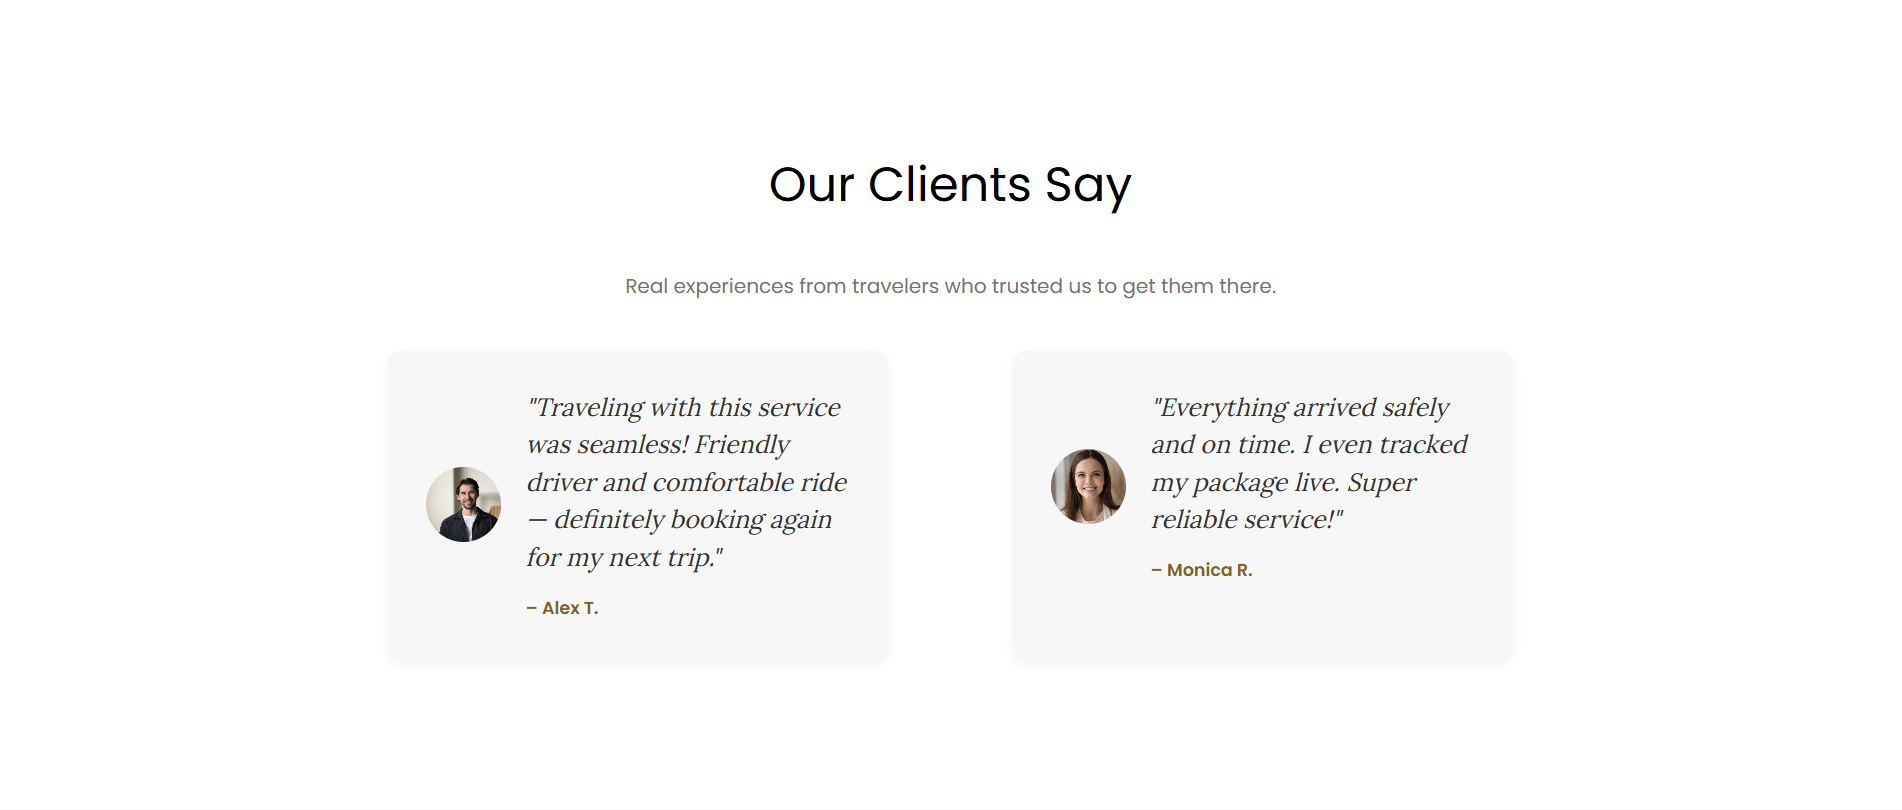 Our Clients Say
Real experiences from travelers who trusted us to get them there.
"Traveling with this service
was seamless! Friendly
driver and comfortable ride
— definitely booking again
for my next trip."
– Alex T.
"Everything arrived safely
and on time. I even tracked
my package live. Super
reliable service!"
– Monica R.